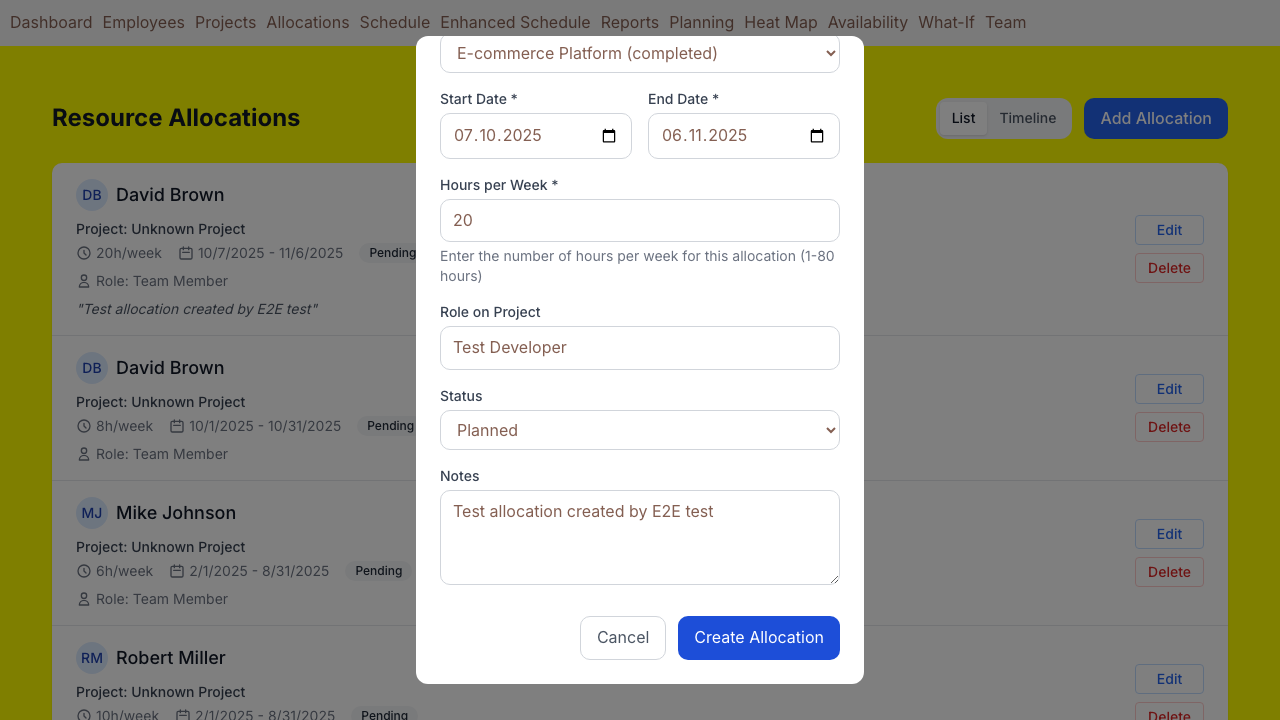 Dashboard Employees Projects Allocations Schedule Enhanced Schedule Reports Planning Heat Map Availability What-If Team
Resource Allocations
List Timeline Add Allocation
DB David Brown
Project: Unknown Project
20h/week 10/7/2025 - 11/6/2025 Pending
Role: Team Member
"Test allocation created by E2E test"
Edit
Delete
DB David Brown
Project: Unknown Project
8h/week 10/1/2025 - 10/31/2025 Pending
Role: Team Member
Edit
Delete
MJ Mike Johnson
Project: Unknown Project
6h/week 2/1/2025 - 8/31/2025 Pending
Role: Team Member
Edit
Delete
RM Robert Miller
Project: Unknown Project
10h/week 2/1/2025 - 8/31/2025 Pending
Edit
Delete
E-commerce Platform (completed)
Start Date * End Date *
07.10.2025 06.11.2025
Hours per Week *
20
Enter the number of hours per week for this allocation (1-80
hours)
Role on Project
Test Developer
Status
Planned
Notes
Test allocation created by E2E test
Cancel Create Allocation